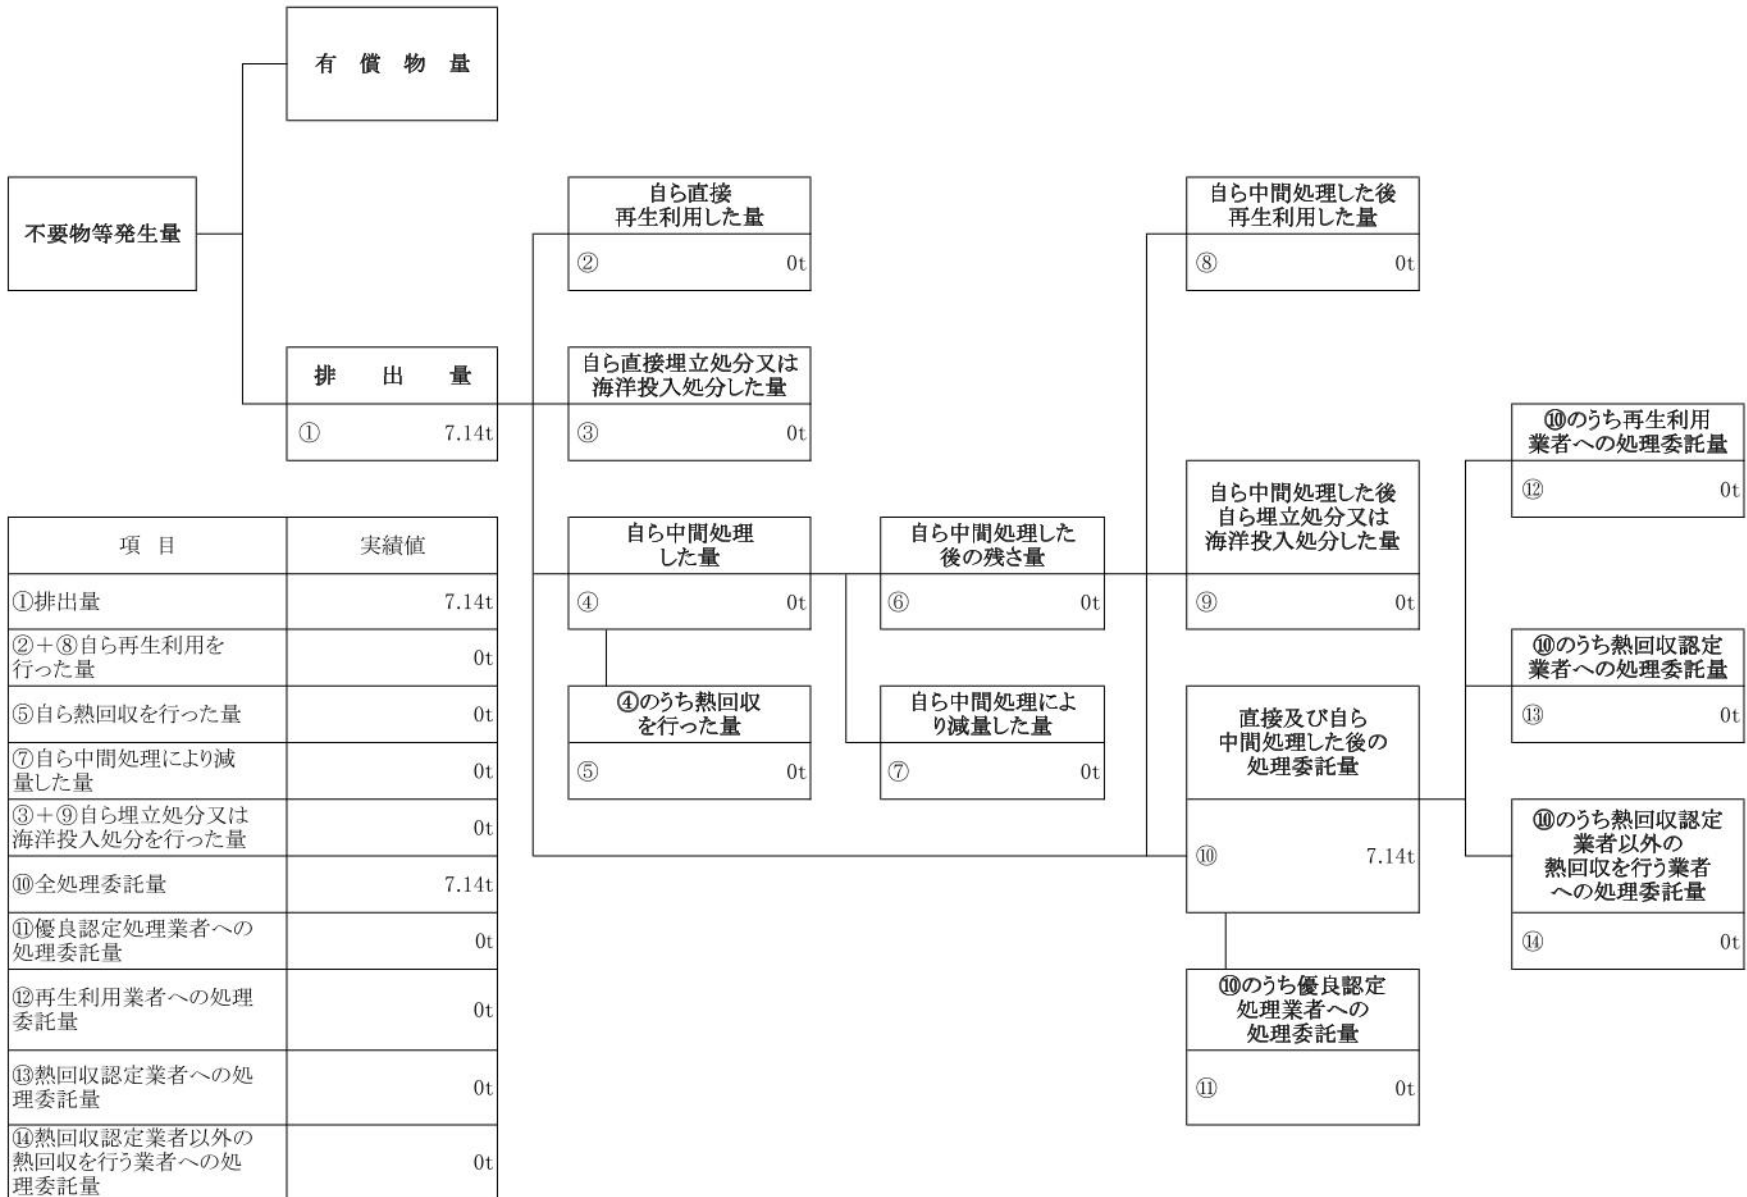 有償物量
不要物等発生量
自ら直接
再生利用した量
②
0t
自ら中間処理した後
再生利用した量
⑧
0t
排出量
①
7.14t
自ら直接埋立処分又は
海洋投入処分した量
③
0t
⑩のうち再生利用
業者への処理委託量
⑫
0t
自ら中間処理
した量
④
0t
自ら中間処理した
後の残さ量
⑥
0t
自ら中間処理した後
自ら埋立処分又は
海洋投入処分した量
⑨
0t
⑩のうち熱回収認定
業者への処理委託量
⑬
0t
④のうち熱回収
を行った量
⑤
0t
自ら中間処理によ
り減量した量
⑦
0t
直接及び自ら
中間処理した後の
処理委託量
⑩
7.14t
⑩のうち熱回収認定
業者以外の
熱回収を行う業者
への処理委託量
⑭
0t
⑩のうち優良認定
処理業者への
処理委託量
⑪
0t
項目
実績値
①排出量
7.14t
②+⑧自ら再生利用を
行った量
0t
⑤自ら熱回収を行った量
0t
⑦自ら中間処理により減
量した量
0t
③+⑨自ら埋立処分又は
海洋投入処分を行った量
0t
⑩全処理委託量
7.14t
⑪優良認定処理業者への
処理委託量
0t
⑫再生利用業者への処理
委託量
0t
⑬熱回収認定業者への処
理委託量
0t
⑭熱回収認定業者以外の
熱回収を行う業者への処
理委託量
0t